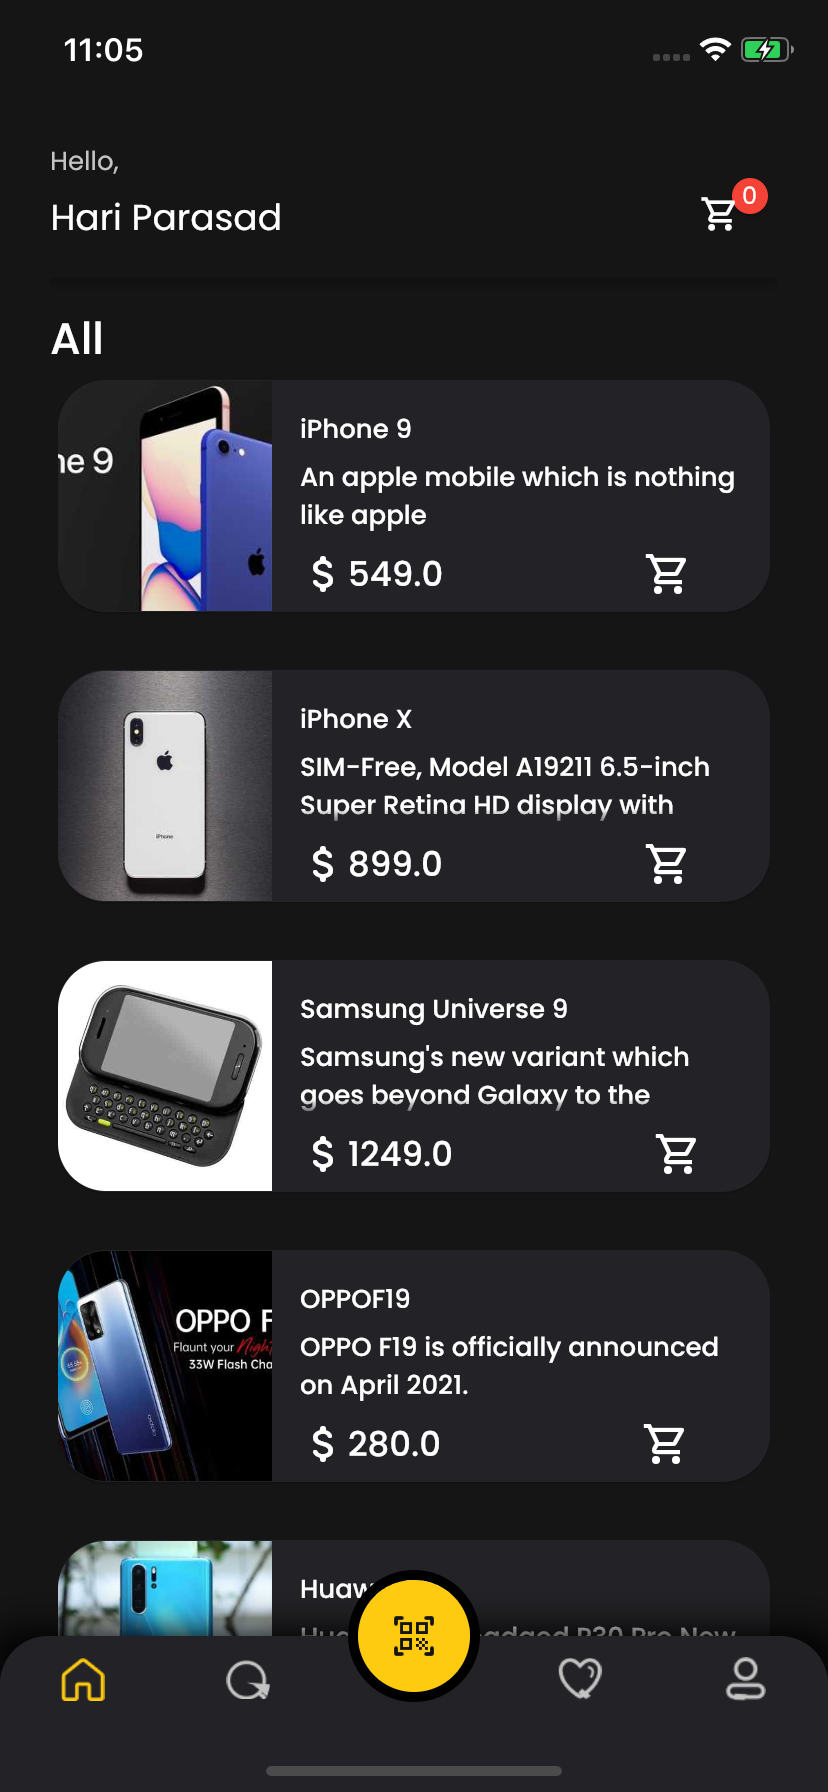 11:05
Hello,
Hari Parasad
0
All
ne 9
iPhone 9
An apple mobile which is nothing
like apple
$ 549.0
iPhone
iPhone X
SIM-Free, Model A19211 6.5-inch
Super Retina HD display with
$ 899.0
Samsung Universe 9
Samsung's new variant which
goes beyond Galaxy to the
$ 1249.0
OPPO F
Flaunt your Night
33W Flash Cha
OPPOF19
OPPO F19 is officially announced
on April 2021.
$ 280.0
Huaw
P30 Pro New